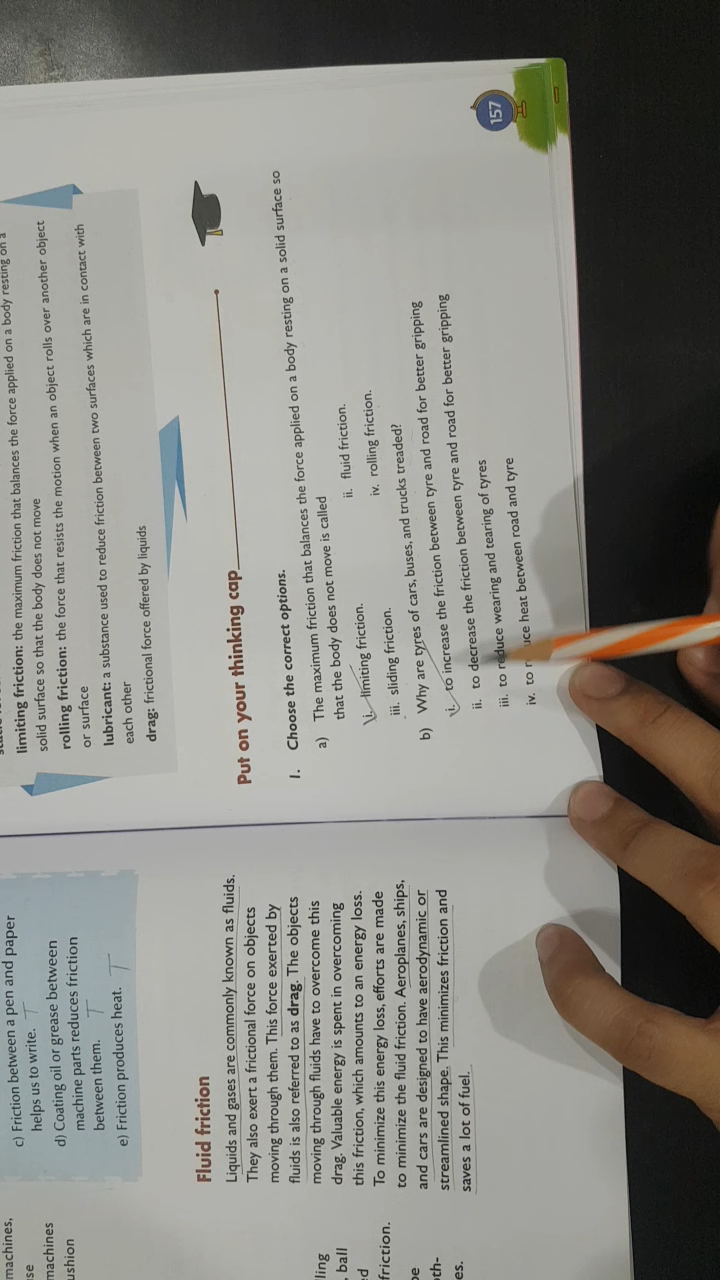 machines,
se
machines
ushion
ling
, ball
d
friction.
be
oth-
es.
c) Friction between a pen and paper
helps us to write. T
d) Coating oil or grease between
machine parts reduces friction
between them. T
e) Friction produces heat. T
Fluid friction
Liquids and gases are commonly known as fluids.
They also exert a frictional force on objects
moving through them. This force exerted by
fluids is also referred to as drag. The objects
moving through fluids have to overcome this
drag. Valuable energy is spent in overcoming
this friction, which amounts to an energy loss.
To minimize this energy loss, efforts are made
to minimize the fluid friction. Aeroplanes, ships,
and cars are designed to have aerodynamic or
streamlined shape. This minimizes friction and
saves a lot of fuel.
resting on a
limiting friction: the maximum friction that balances the force applied on a body resting on a
solid surface so that the body does not move
rolling friction: the force that resists the motion when an object rolls over another object
or surface
lubricant: a substance used to reduce friction between two surfaces which are in contact with
each other
drag: frictional force offered by liquids
Put on your thinking cap
I. Choose the correct options.
a) The maximum friction that balances the force applied on a body resting on a solid surface so
that the body does not move is called
i. limiting friction. ii. fluid friction.
iii. sliding friction. iv. rolling friction.
b) Why are tyres of cars, buses, and trucks treaded?
i. to increase the friction between tyre and road for better gripping
ii. to decrease the friction between tyre and road for better gripping
iii. to reduce wearing and tearing of tyres
iv. to r uce heat between road and tyre
157